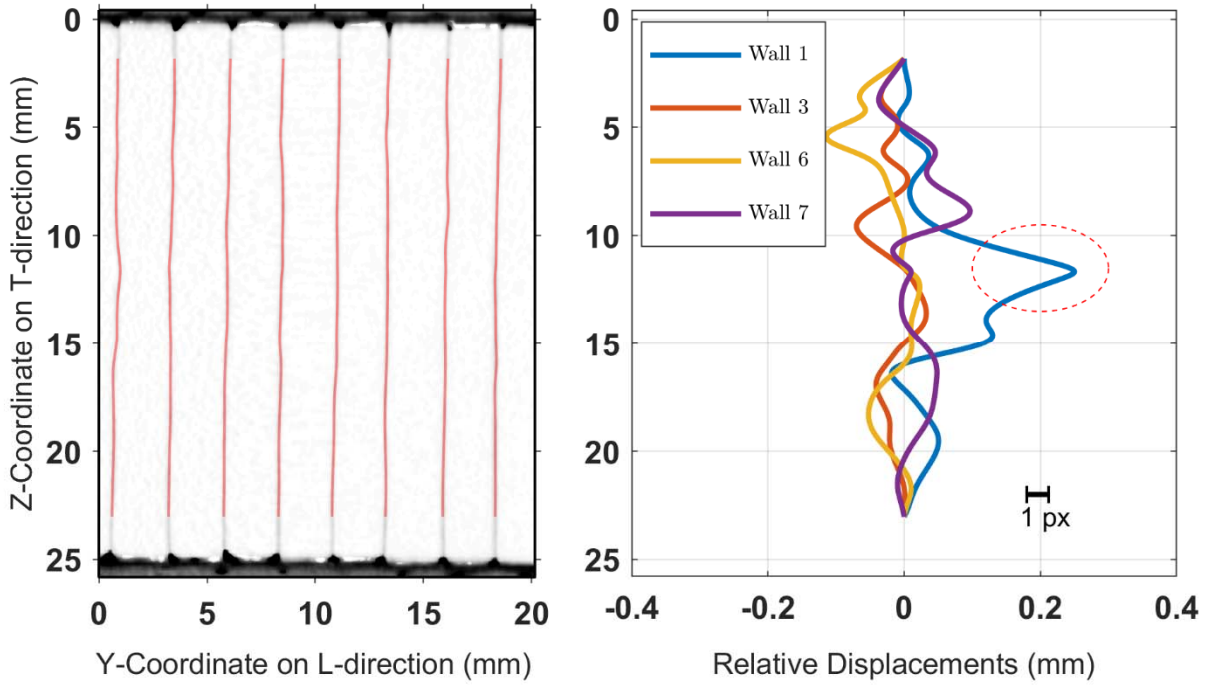 0
5
10
15
20
25
Z-Coordinate on T-direction (mm)
0
5
10
15
20
Y-Coordinate on L-direction (mm)
0
5
10
15
20
25
Wall 1
Wall 3
Wall 6
Wall 7
1 px
-0.4
-0.2
0
0.2
0.4
Relative Displacements (mm)